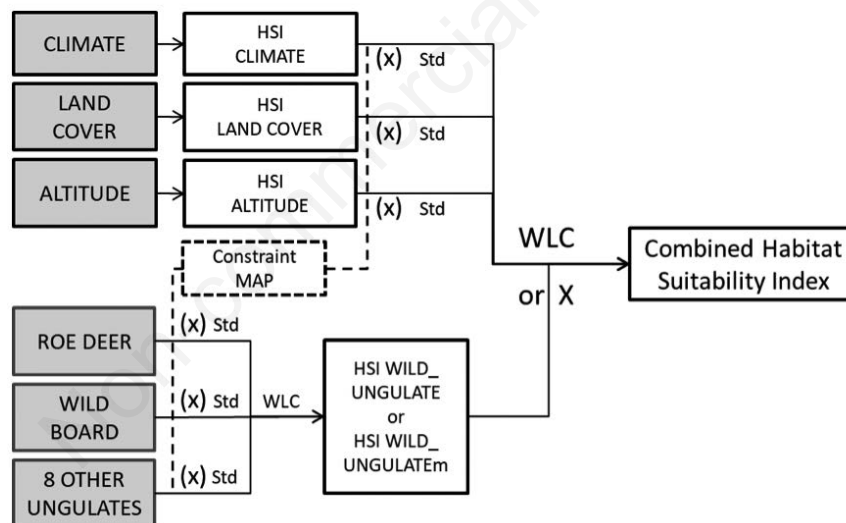 CLIMATE
HSI
CLIMATE
(x) Std
LAND
COVER
HSI
LAND COVER
(x) Std
ALTITUDE
HSI
ALTITUDE
(x) Std
WLC
or X
Combined Habitat
Suitability Index
Constraint
MAP
ROE DEER
(x) Std
WILD
BOARD
(x) Std
WLC
HSI WILD_
UNGULATE
or
HSI WILD_
UNGULATEm
8 OTHER
UNGULATES
(x) Std
Non-commercial